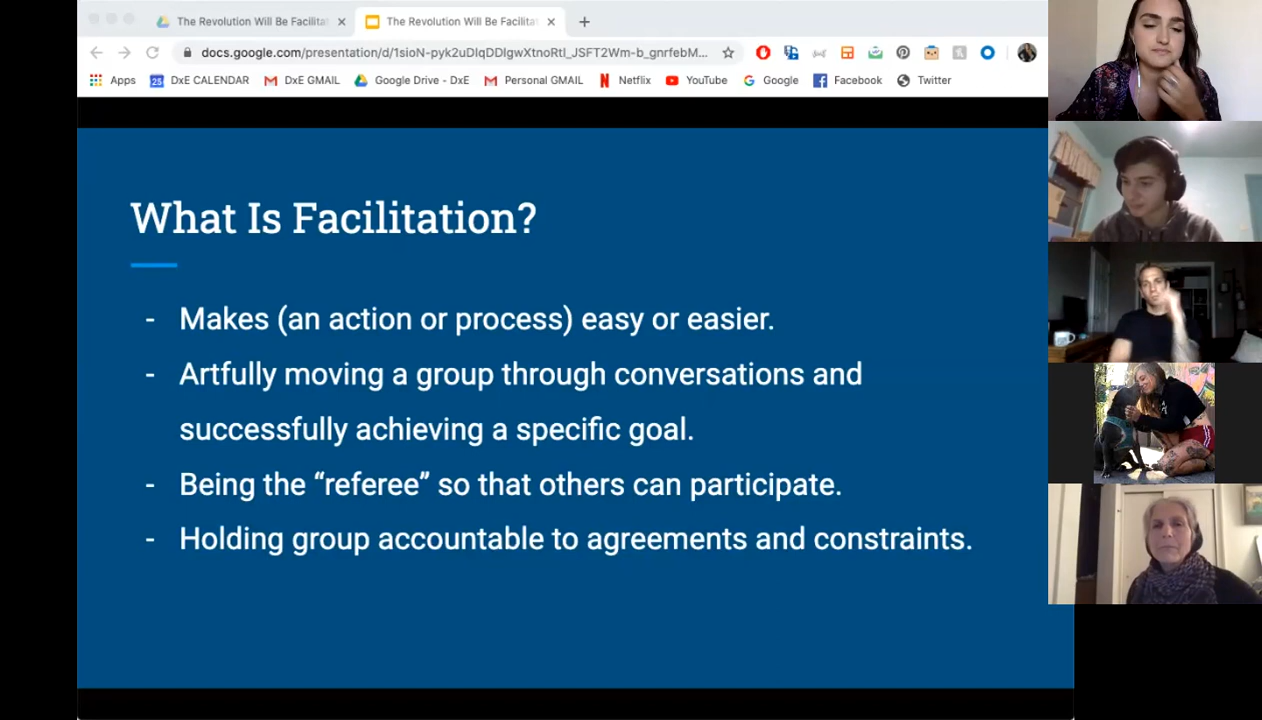 The Revolution Will Be Facilitat
The Revolution Will Be Facilitat
docs.google.com/presentation/d/1sioN-pyk2uDlqDDlgwXtnoRtl_JSFT2Wm-b_gnrfebM...
Apps 25 DxE CALENDAR DxE GMAIL Google Drive - DxE Personal GMAIL Netflix YouTube Google Facebook Twitter
What Is Facilitation?
- Makes (an action or process) easy or easier.
- Artfully moving a group through conversations and
successfully achieving a specific goal.
- Being the “referee” so that others can participate.
- Holding group accountable to agreements and constraints.